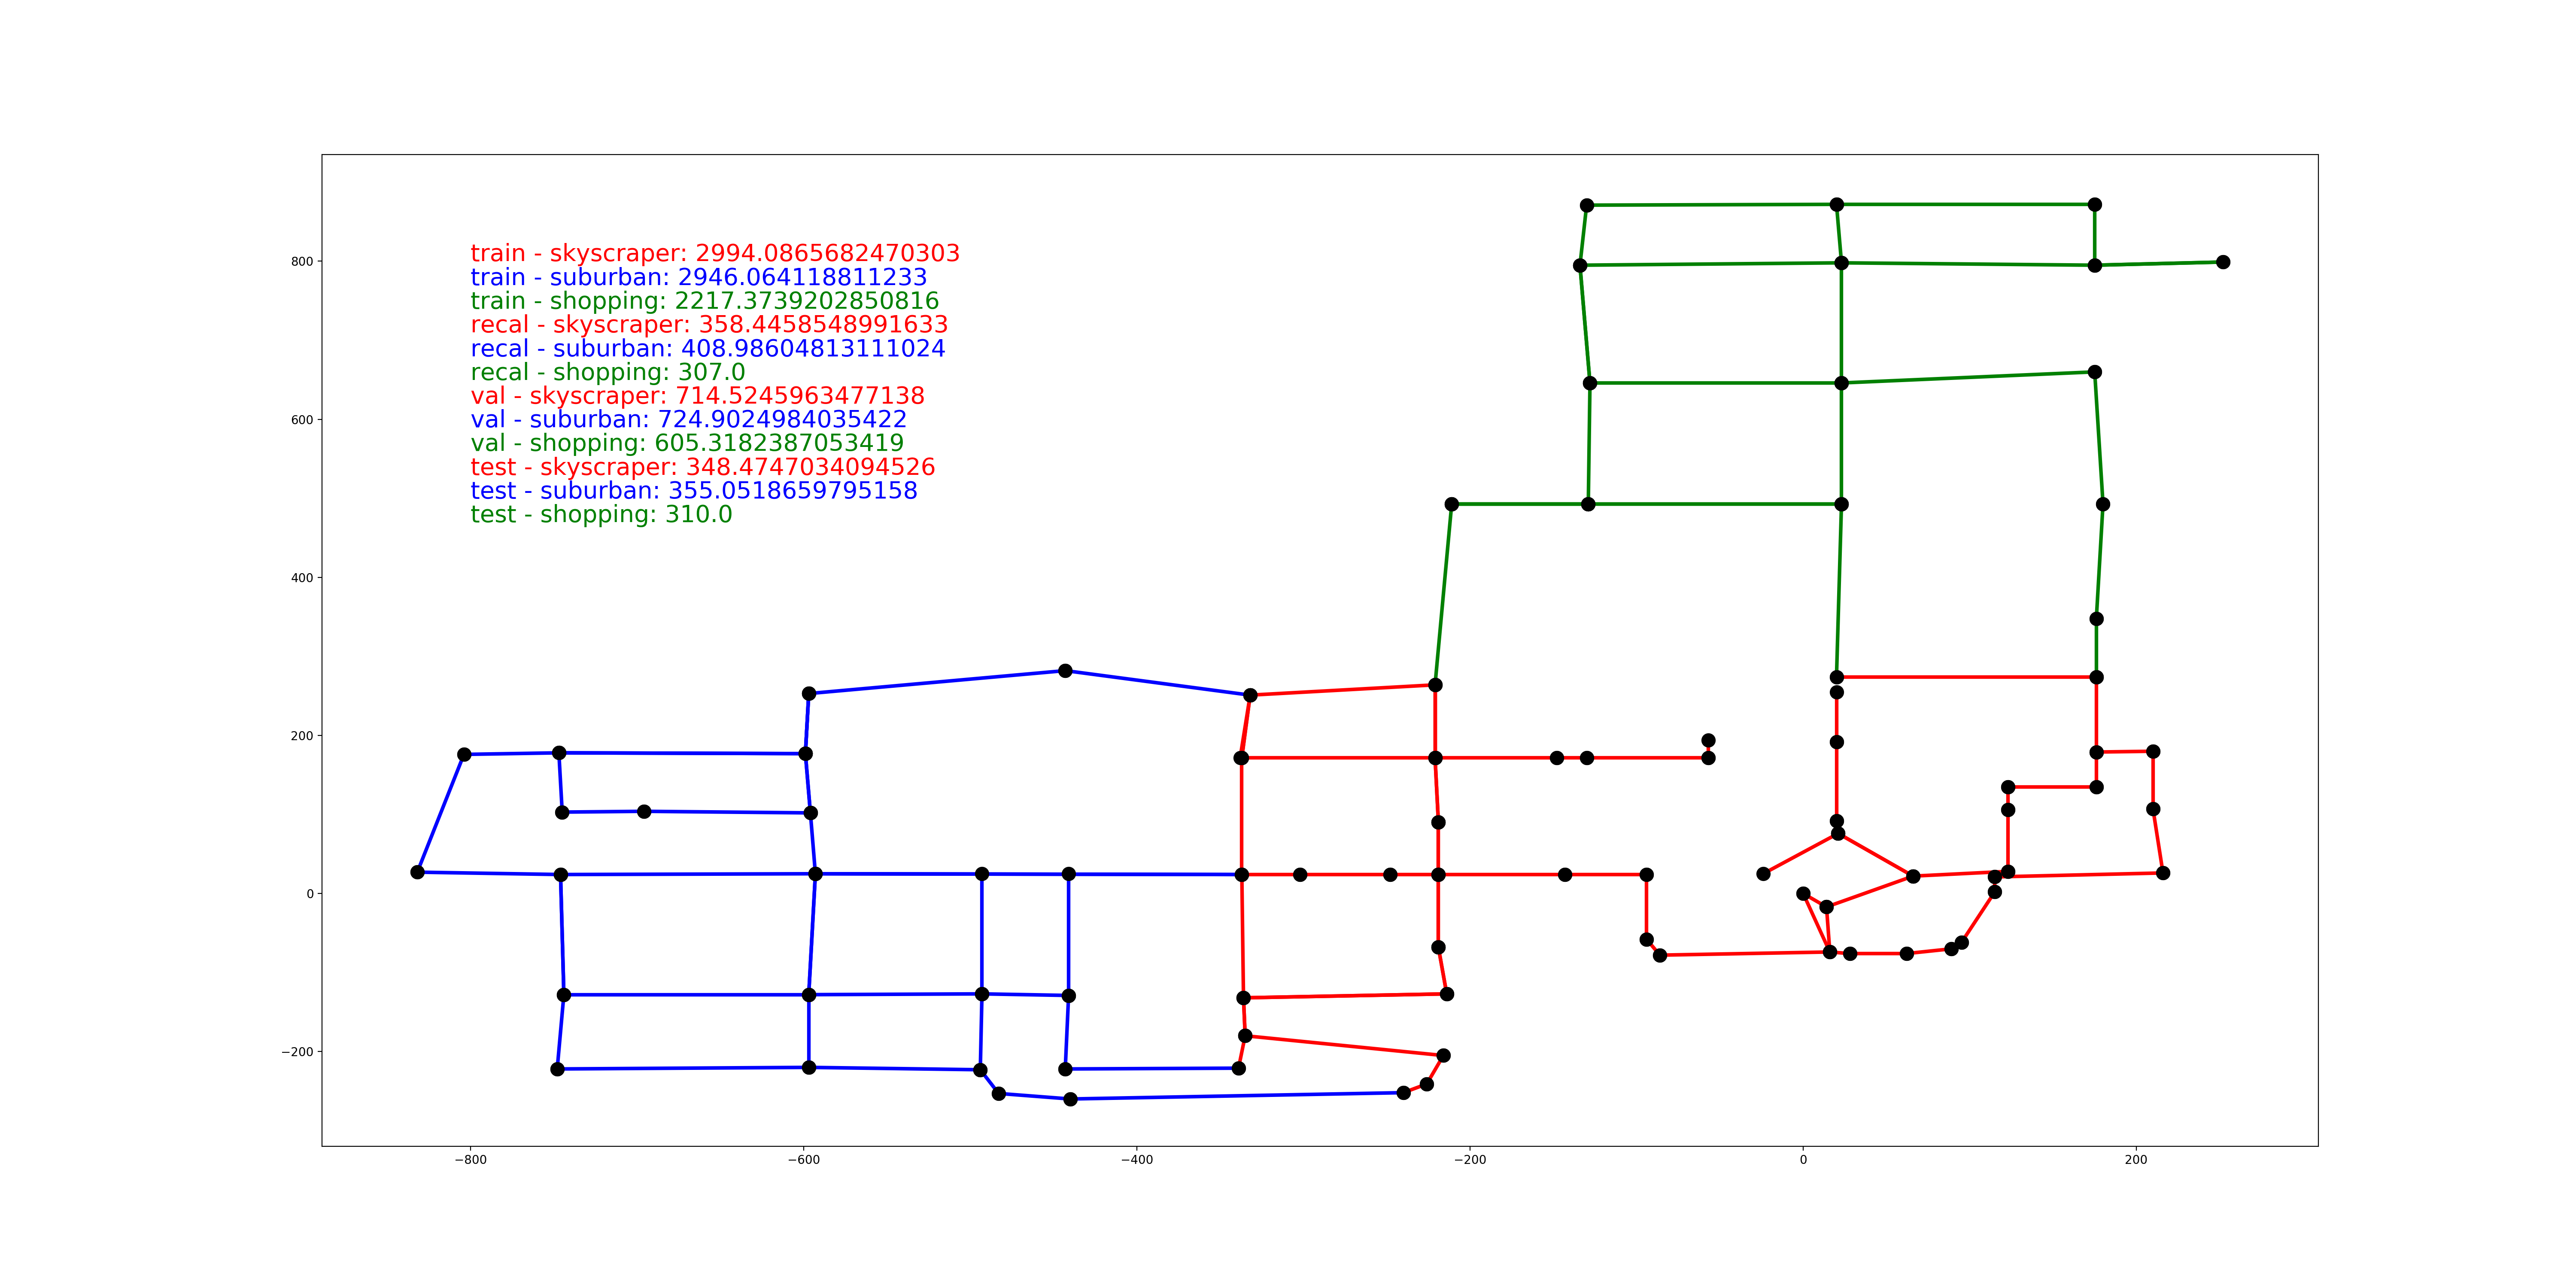 train - skyscraper: 2994.0865682470303
train - suburban: 2946.064118811233
train - shopping: 2217.3739202850816
recal - skyscraper: 358.4458548991633
recal - suburban: 408.98604813111024
recal - shopping: 307.0
val - skyscraper: 714.5245963477138
val - suburban: 724.9024984035422
val - shopping: 605.3182387053419
test - skyscraper: 348.4747034094526
test - suburban: 355.0518659795158
test - shopping: 310.0
800
600
400
200
0
−200
−800 −600 −400 −200 0 200